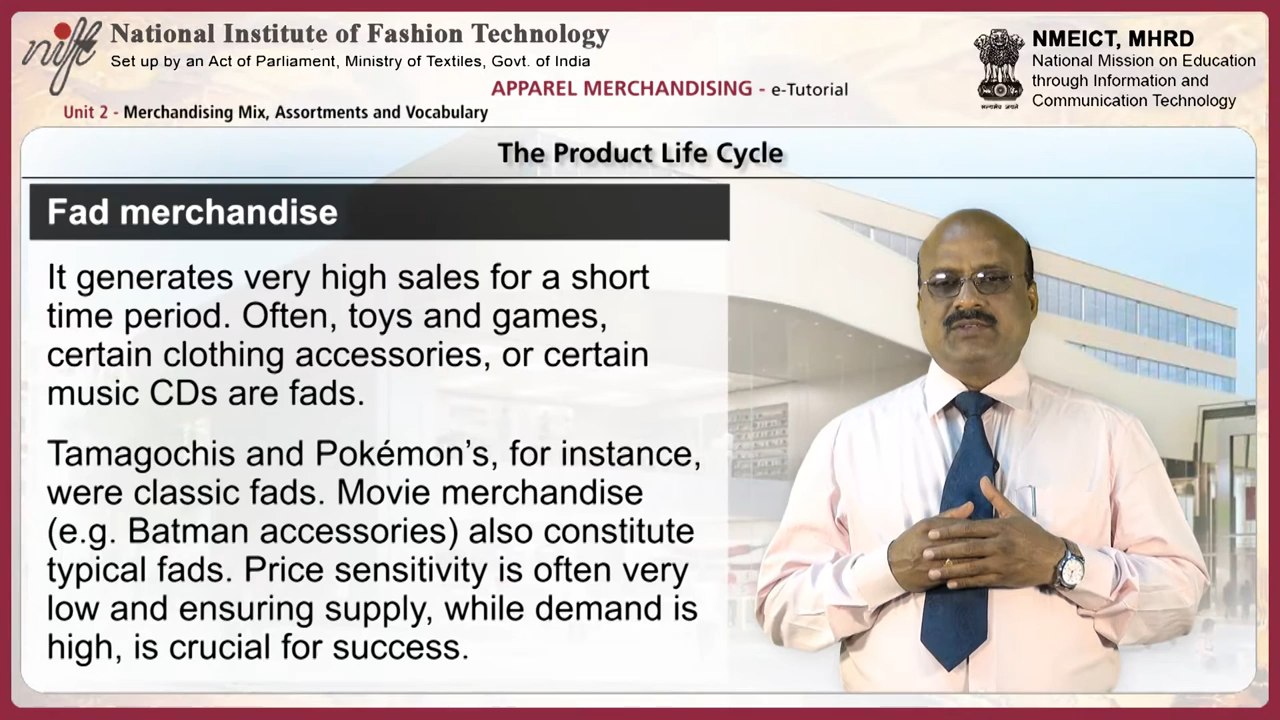 nift
National Institute of Fashion Technology
Set up by an Act of Parliament, Ministry of Textiles, Govt. of India
NMEICT, MHRD
National Mission on Education
through Information and
Communication Technology
सत्यमेव जयते
APPAREL MERCHANDISING - e-Tutorial
Unit 2 - Merchandising Mix, Assortments and Vocabulary
The Product Life Cycle
Fad merchandise
It generates very high sales for a short
time period. Often, toys and games,
certain clothing accessories, or certain
music CDs are fads.
Tamagochis and Pokémon’s, for instance,
were classic fads. Movie merchandise
(e.g. Batman accessories) also constitute
typical fads. Price sensitivity is often very
low and ensuring supply, while demand is
high, is crucial for success.